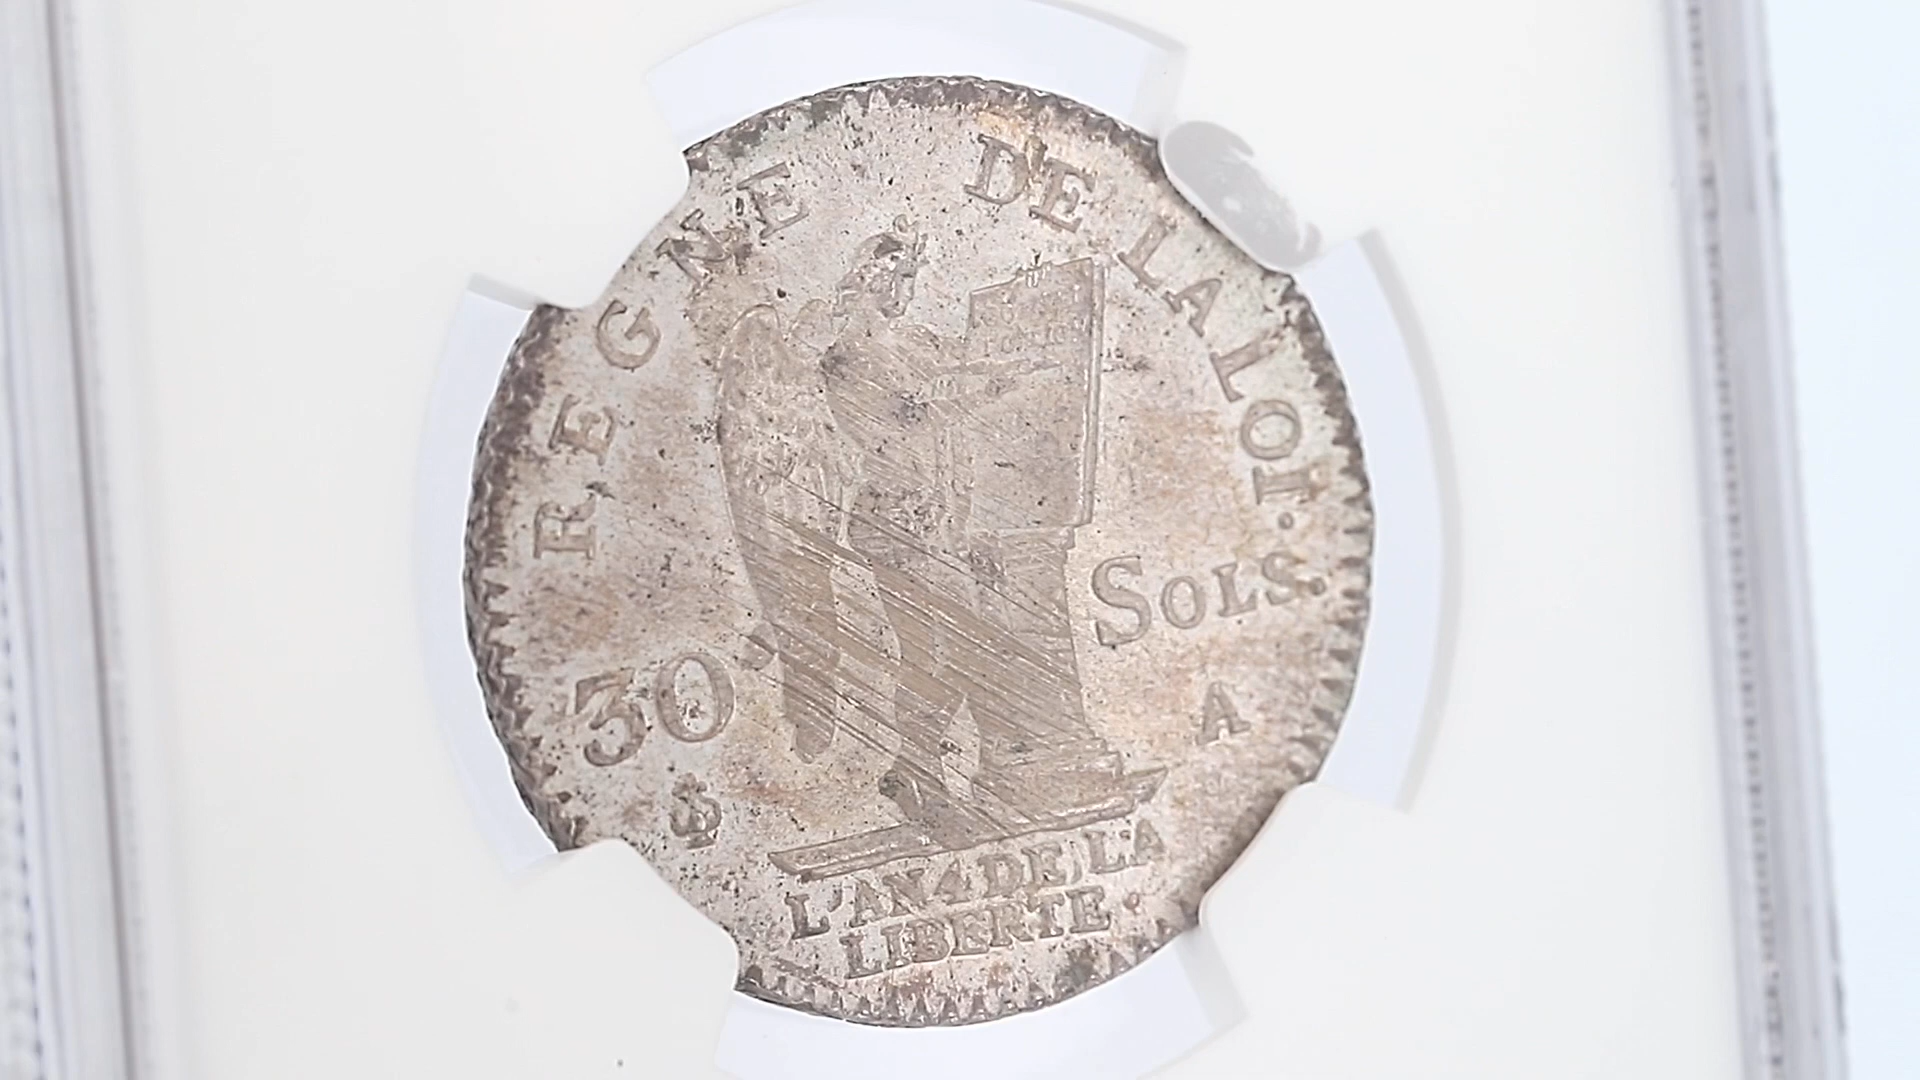 REGNE DE LA LOI.
30 SOLS.
A
L'AN 4 DE LA
LIBERTE.